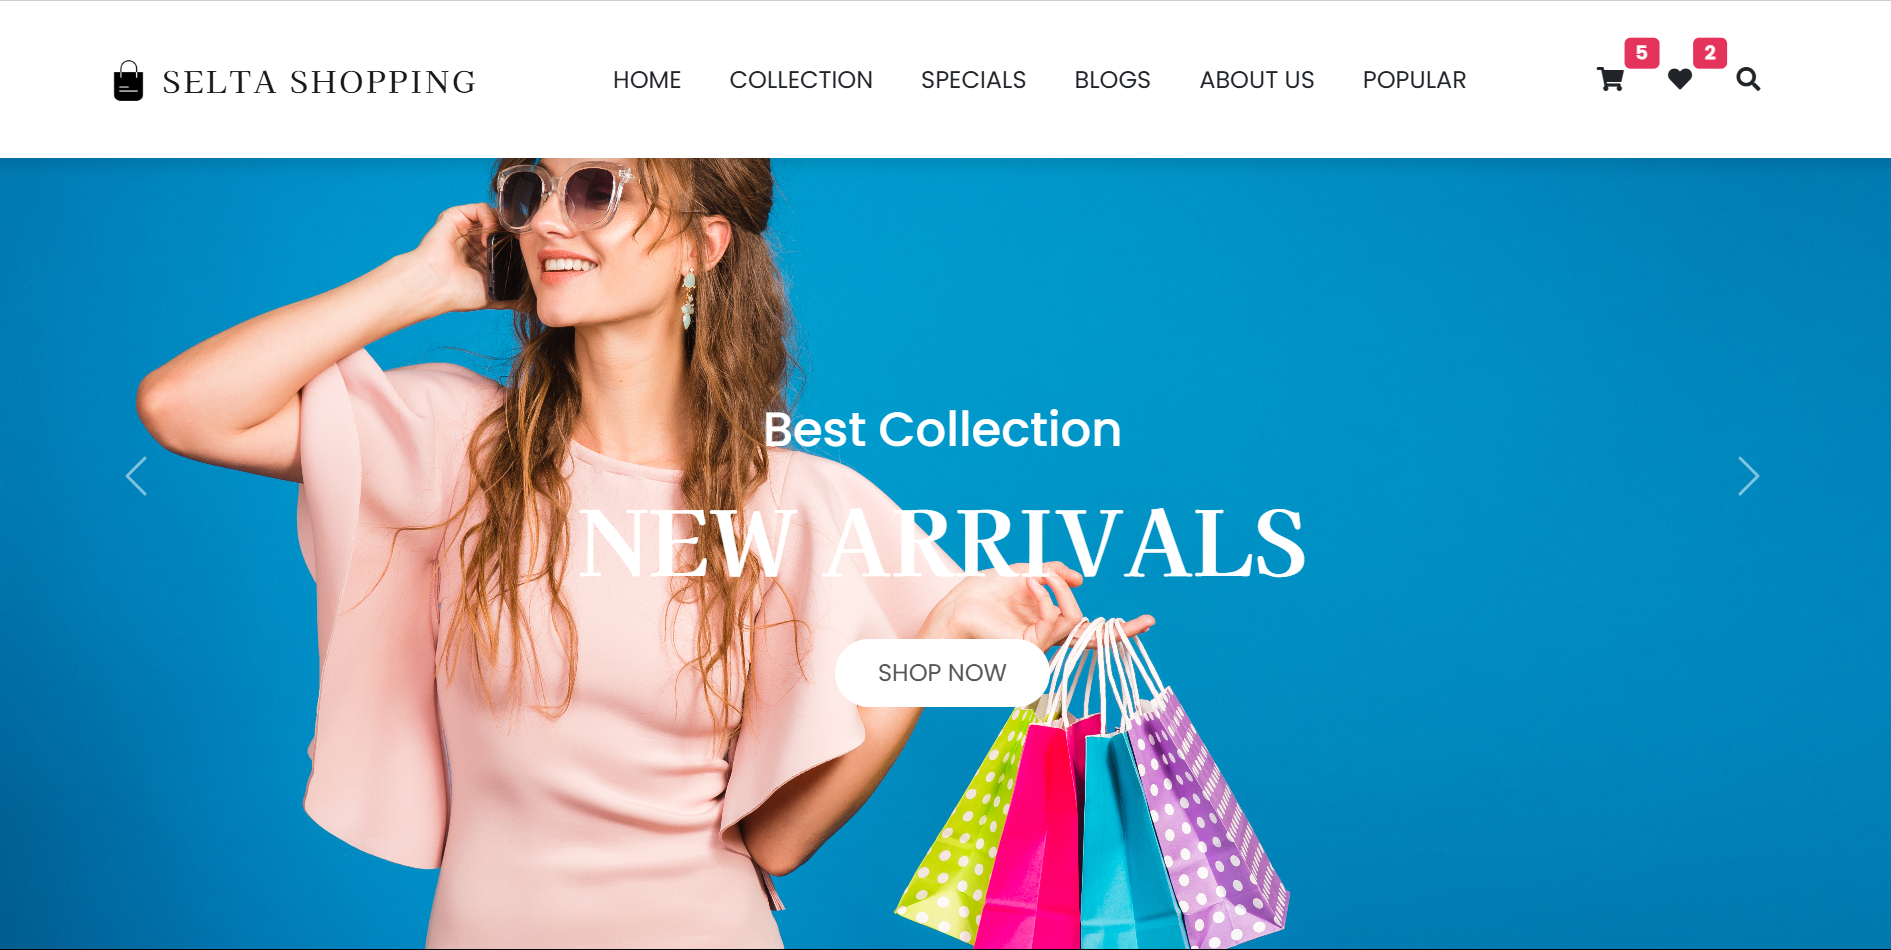 SELTA SHOPPING
HOME COLLECTION SPECIALS BLOGS ABOUT US POPULAR
5 2
Best Collection
NEW ARRIVALS
SHOP NOW